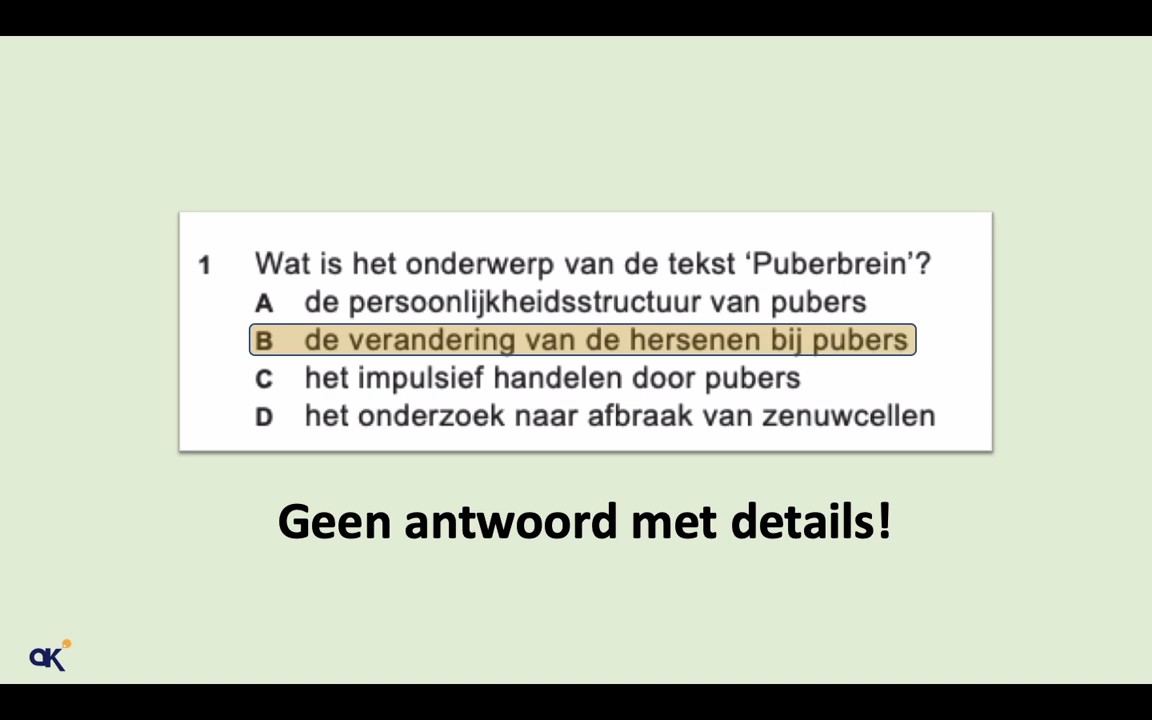 1 Wat is het onderwerp van de tekst ‘Puberbrein’?
A de persoonlijkheidsstructuur van pubers
B de verandering van de hersenen bij pubers
C het impulsief handelen door pubers
D het onderzoek naar afbraak van zenuwcellen
Geen antwoord met details!
aK